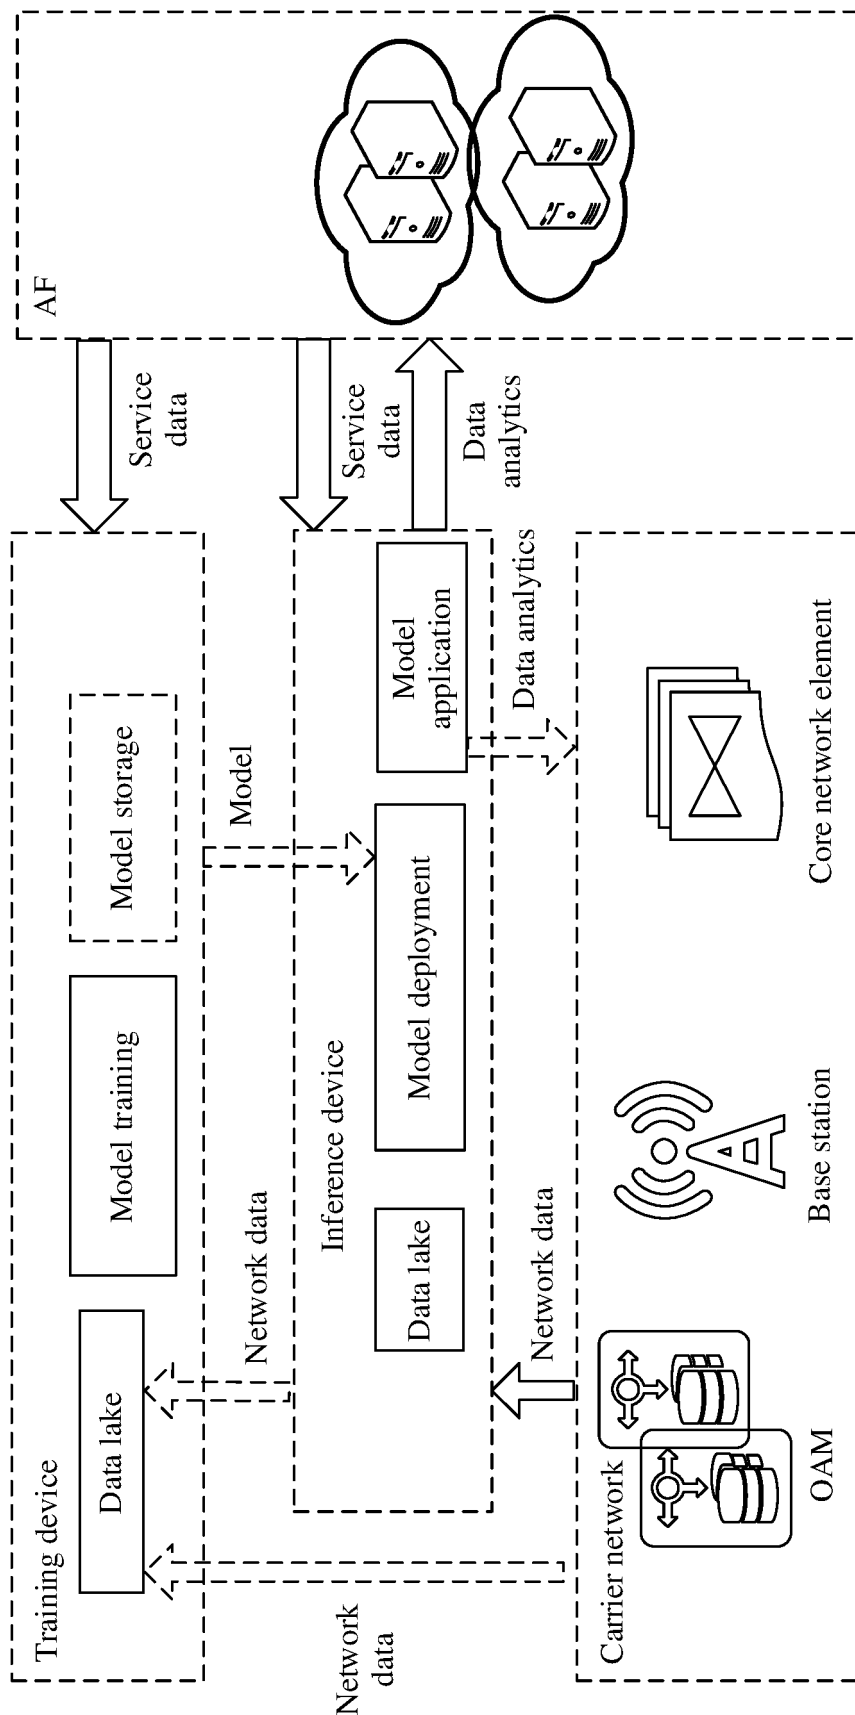 Training device
Data lake
Model training
Model storage
Service
data
AF
Network
data
Network data
Model
Inference device
Data lake
Model deployment
Model
application
Service
data
Data
analytics
Network data
Data analytics
Carrier network
OAM
Base station
Core network element